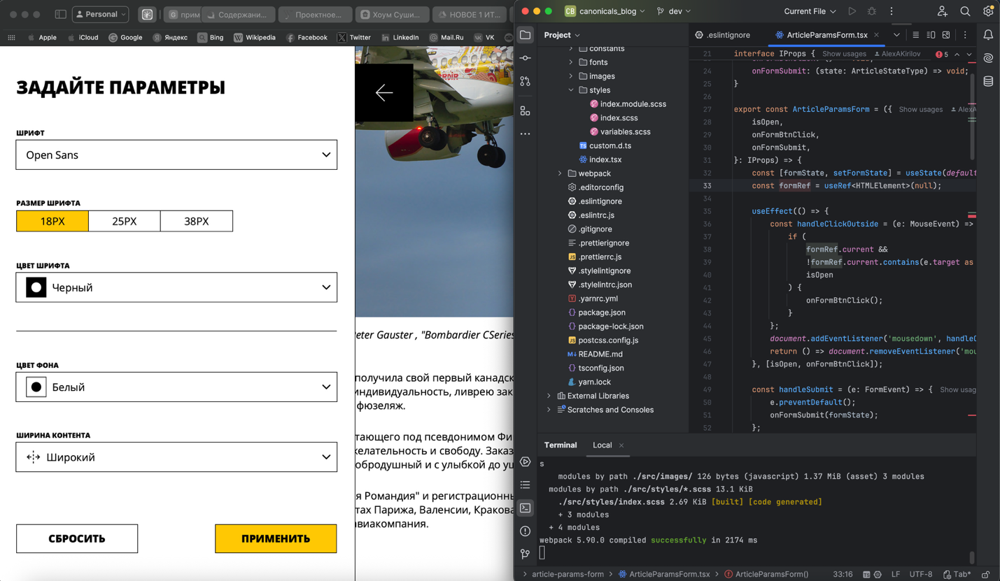 Personal
прим
Содержани...
Проектное...
Хоум Суши...
НОВОЕ 1 ИТ...
Apple
iCloud
Google
Яндекс
Bing
Wikipedia
Facebook
Twitter
LinkedIn
Mail.Ru
VK
ЗАДАЙТЕ ПАРАМЕТРЫ
ШРИФТ
Open Sans
РАЗМЕР ШРИФТА
18PX 25PX 38PX
ЦВЕТ ШРИФТА
Черный
ЦВЕТ ФОНА
Белый
ШИРИНА КОНТЕНТА
Широкий
СБРОСИТЬ ПРИМЕНИТЬ
eter Gauster , "Bombardier CSeries
получила свой первый канадск
индивидуальность, ливрею зак
фюзеляж.
тающего под псевдонимом Фи
желательность и свободу. Заказ
обродушный и с улыбкой до уш
я Романдия" и регистрационны
тах Парижа, Валенсии, Кракова
авиакомпания.
CB canonicals_blog dev Current File
Project
constants
fonts
images
styles
index.module.scss
index.scss
variables.scss
custom.d.ts
index.tsx
webpack
.editorconfig
.eslintignore
.eslintrc.js
.gitignore
.prettierignore
.prettierrc.js
.stylelintignore
.stylelintrc.json
.yarnrc.yml
package.json
package-lock.json
postcss.config.js
README.md
tsconfig.json
yarn.lock
External Libraries
Scratches and Consoles
.eslintignore ArticleParamsForm.tsx
21 interface IProps { Show usages AlexAKirilov 5
24 onFormSubmit: (state: ArticleStateType) => void;
25 }
26
27 export const ArticleParamsForm = ({ Show usages AlexA
28 isOpen,
29 onFormBtnClick,
30 onFormSubmit,
31 }: IProps) => {
32 const [formState, setFormState] = useState(default
33 const formRef = useRef<HTMLElement>(null);
34
35 useEffect(() => {
36 const handleClickOutside = (e: MouseEvent) =>
37 if (
38 formRef.current &&
39 !formRef.current.contains(e.target as
40 isOpen
41 ) {
42 onFormBtnClick();
43 }
44 };
45 document.addEventListener('mousedown', handleC
46 return () => document.removeEventListener('mou
47 }, [isOpen, onFormBtnClick]);
48
49 const handleSubmit = (e: FormEvent) => { Show usag
50 e.preventDefault();
51 onFormSubmit(formState);
52 };
Terminal Local
s
modules by path ./src/images/ 126 bytes (javascript) 1.37 MiB (asset) 3 modules
modules by path ./src/styles/*.scss 13.1 KiB
./src/styles/index.scss 2.69 KiB [built] [code generated]
+ 3 modules
+ 4 modules
webpack 5.90.0 compiled successfully in 2174 ms
article-params-form ArticleParamsForm.tsx ArticleParamsForm() 33:16 LF UTF-8 Tab*